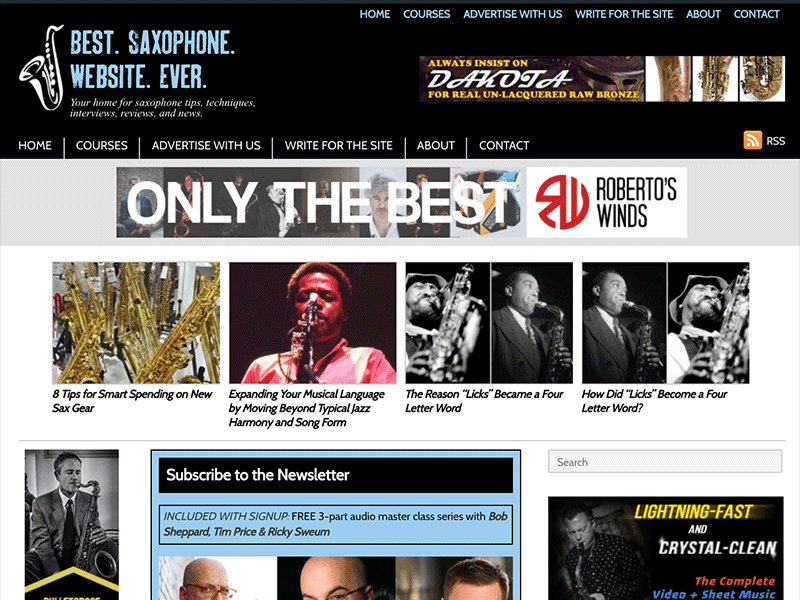 HOME COURSES ADVERTISE WITH US WRITE FOR THE SITE ABOUT CONTACT
BEST. SAXOPHONE.
WEBSITE. EVER.
Your home for saxophone tips, techniques,
interviews, reviews, and news.
ALWAYS INSIST ON
DAKOTA
FOR REAL UN-LACQUERED RAW BRONZE
HOME COURSES ADVERTISE WITH US WRITE FOR THE SITE ABOUT CONTACT
RSS
ONLY THE BEST
ROBERTO'S
WINDS
8 Tips for Smart Spending on New
Sax Gear
Expanding Your Musical Language
by Moving Beyond Typical Jazz
Harmony and Song Form
The Reason “Licks” Became a Four
Letter Word
How Did “Licks” Become a Four
Letter Word?
Subscribe to the Newsletter
INCLUDED WITH SIGNUP: FREE 3-part audio master class series with Bob
Sheppard, Tim Price & Ricky Sweum
Search
LIGHTNING-FAST
AND
CRYSTAL-CLEAN
The Complete
Video + Sheet Music